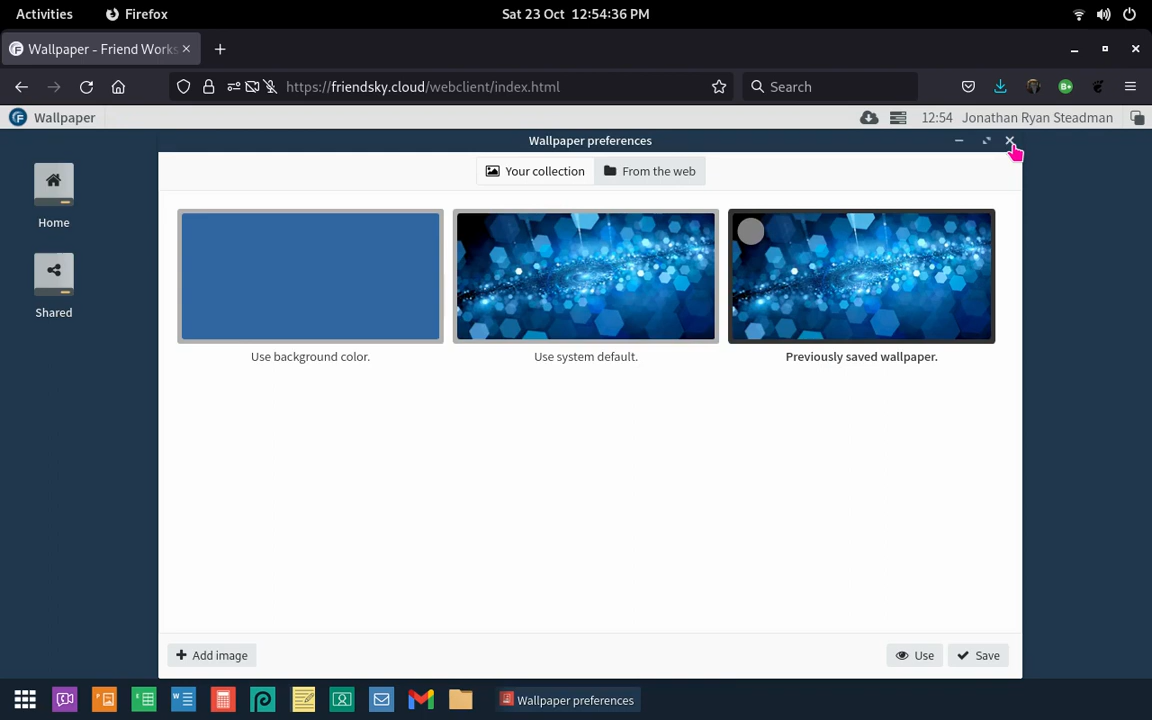 Activities Firefox Sat 23 Oct 12:54:36 PM
Wallpaper - Friend Works
https://friendsky.cloud/webclient/index.html Search
Wallpaper 12:54 Jonathan Ryan Steadman
Wallpaper preferences
Your collection From the web
Home
Shared
Use background color. Use system default. Previously saved wallpaper.
Add image Use Save
Wallpaper preferences